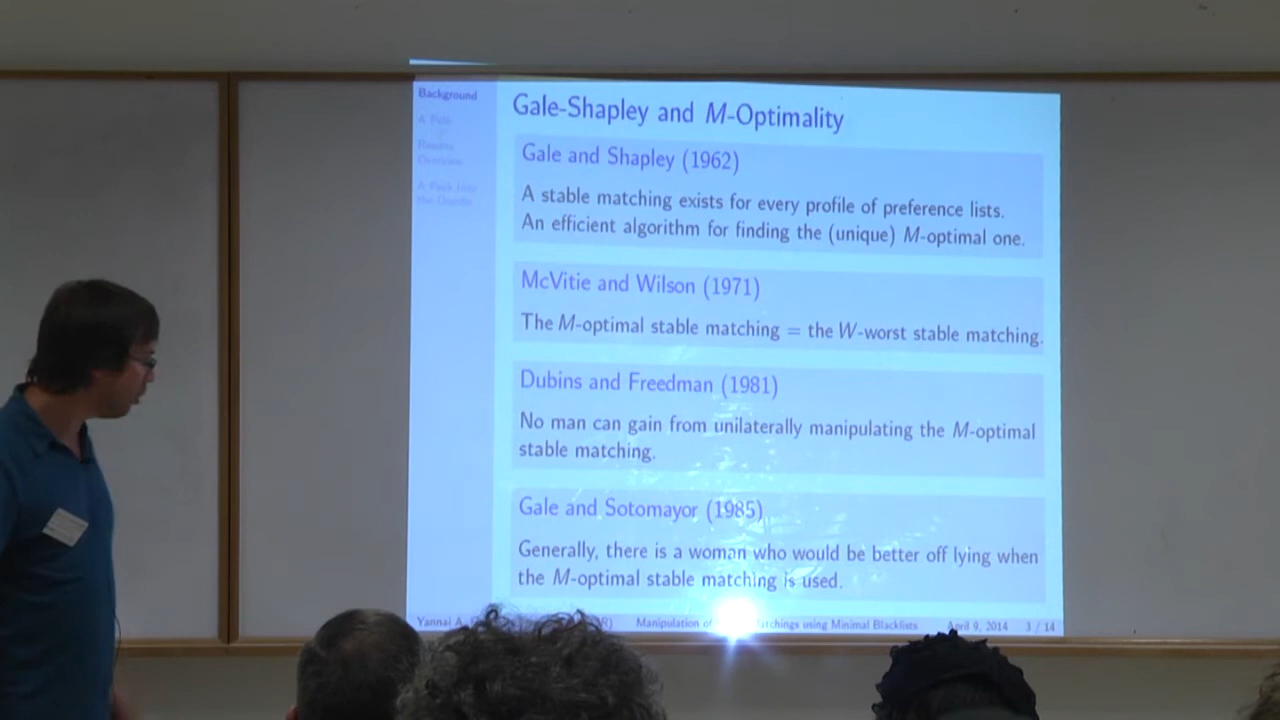 Background
A Peek Into
the Details
Gale-Shapley and M-Optimality
Gale and Shapley (1962)
A stable matching exists for every profile of preference lists.
An efficient algorithm for finding the (unique) M-optimal one.
McVitie and Wilson (1971)
The M-optimal stable matching = the W-worst stable matching.
Dubins and Freedman (1981)
No man can gain from unilaterally manipulating the M-optimal
stable matching.
Gale and Sotomayor (1985)
Generally, there is a woman who would be better off lying when
the M-optimal stable matching is used.
Yannai A. Manipulation of using Minimal Blacklists April 9, 2014 3 / 14